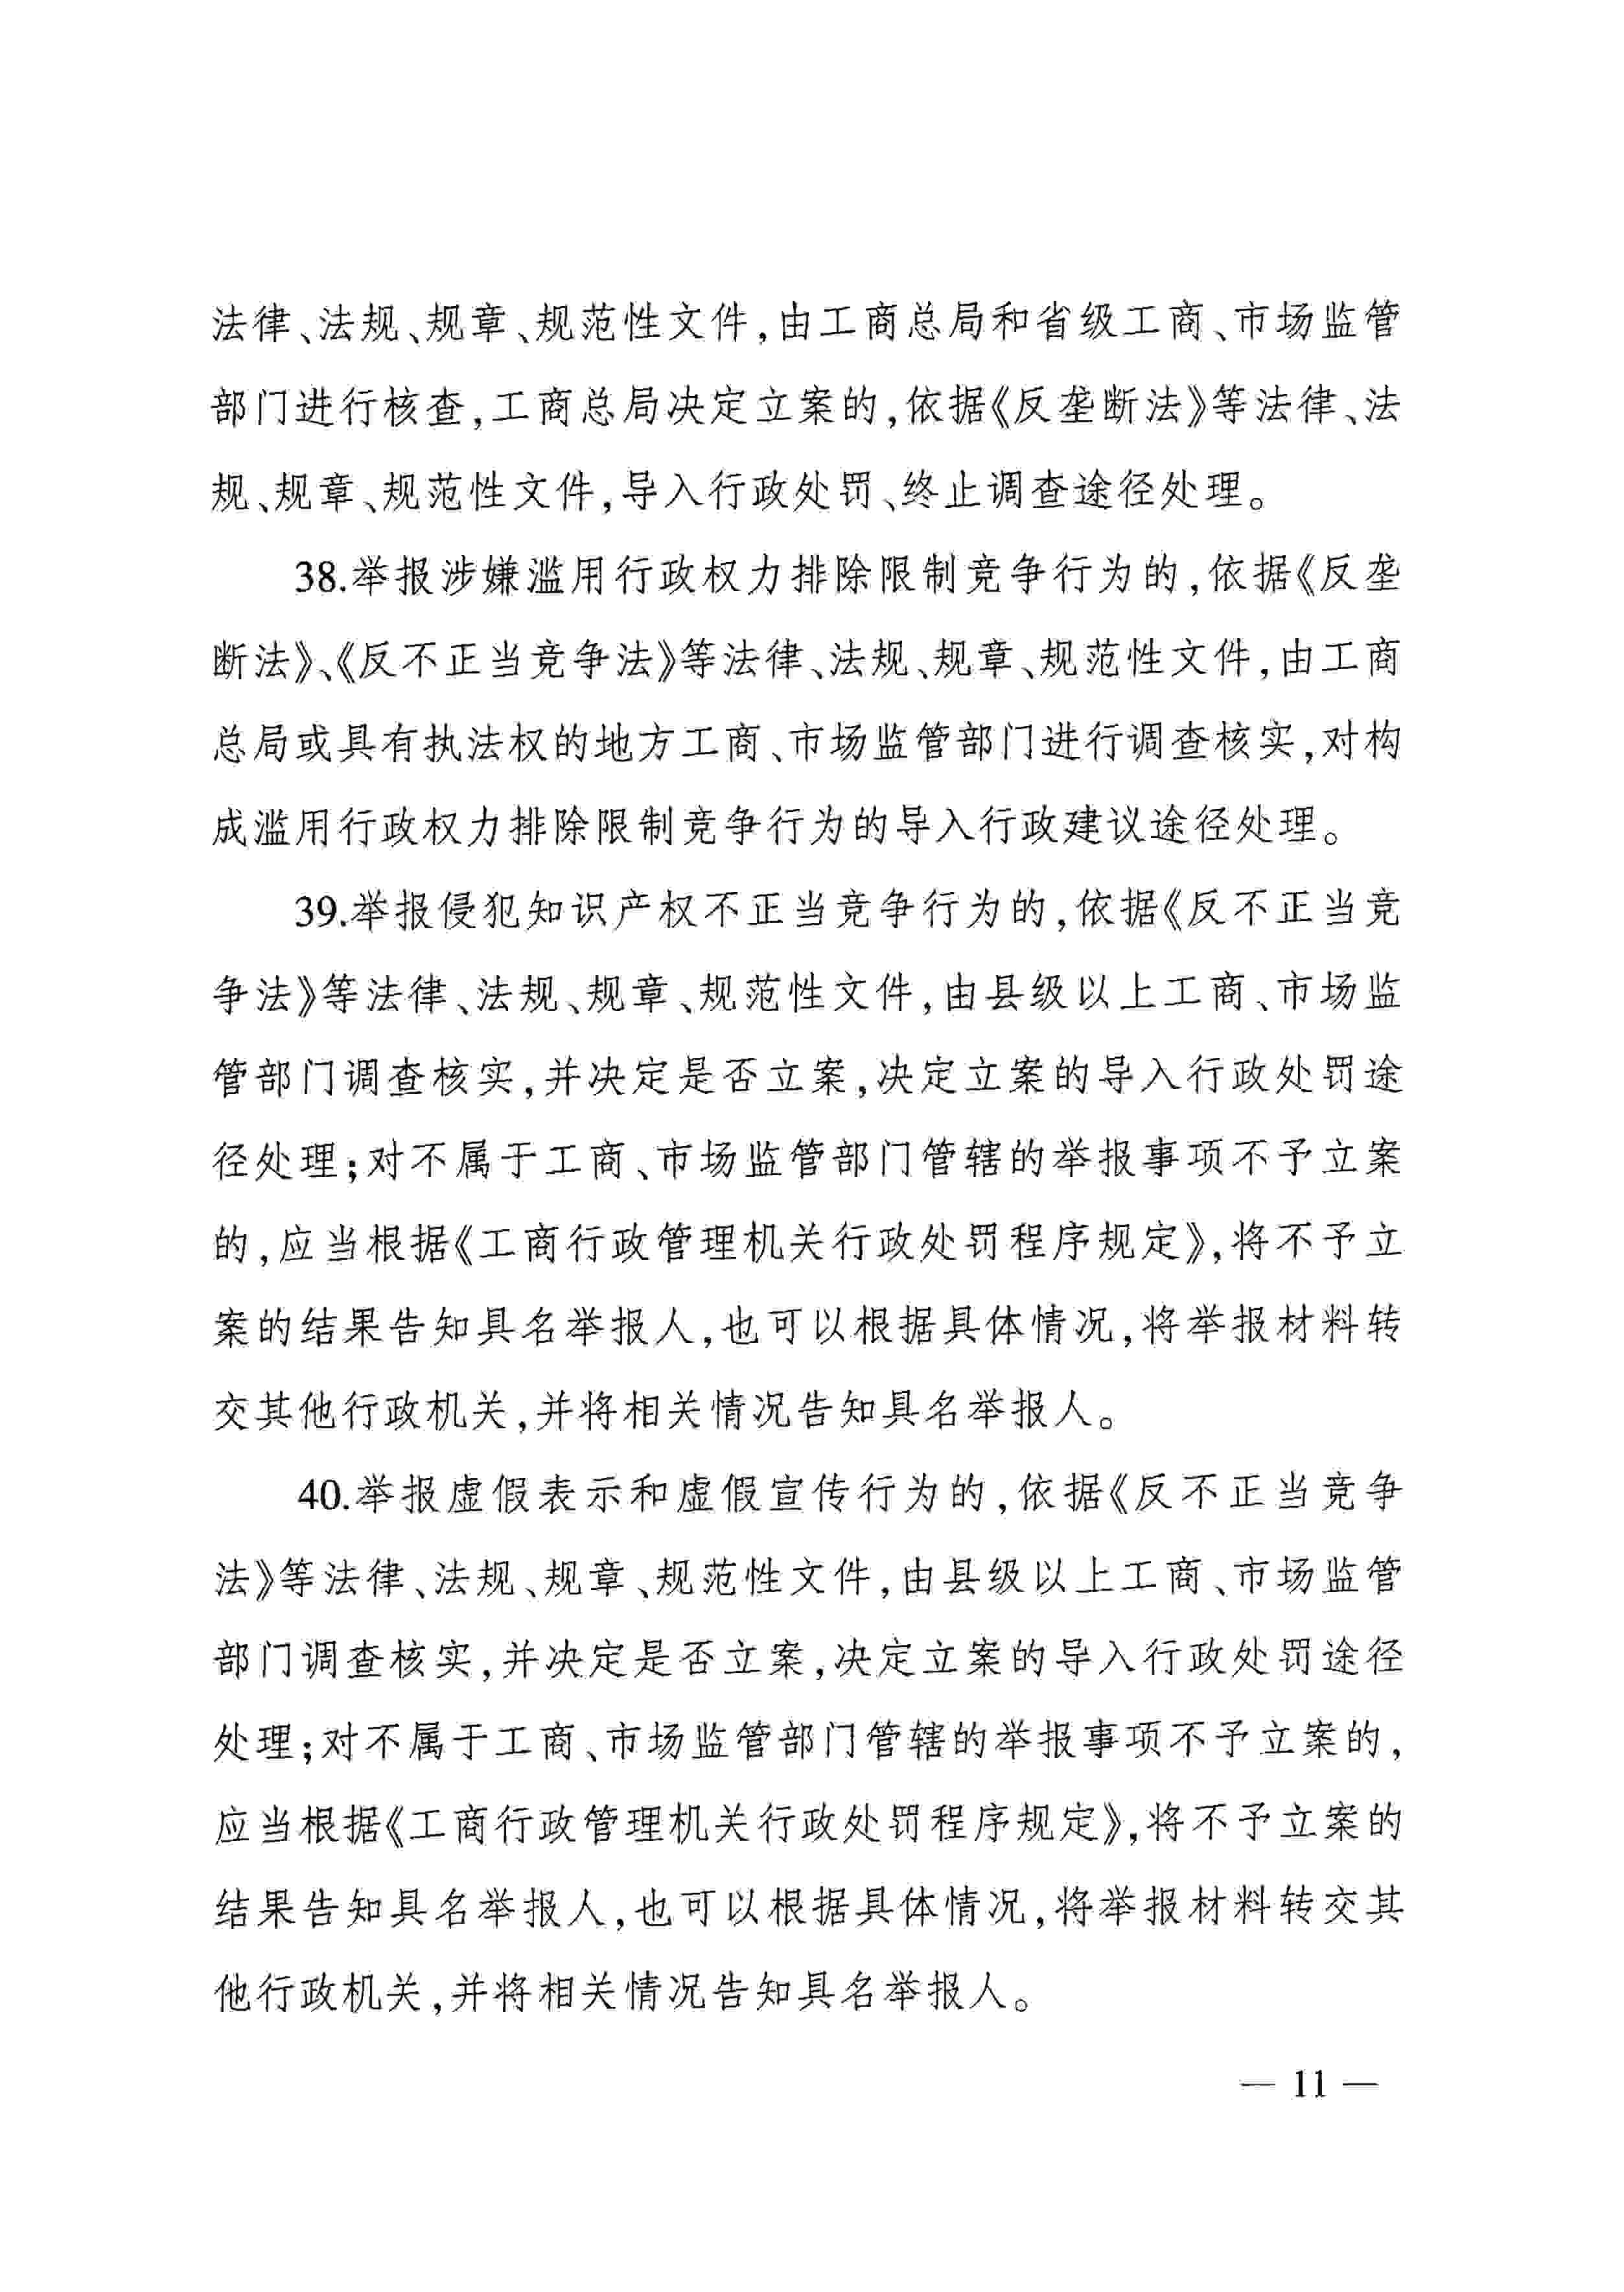 法律、法规、规章、规范性文件,由工商总局和省级工商、市场监管
部门进行核查,工商总局决定立案的,依据《反垄断法》等法律、法
规、规章、规范性文件,导入行政处罚、终止调查途径处理。
38.举报涉嫌滥用行政权力排除限制竞争行为的,依据《反垄
断法》、《反不正当竞争法》等法律、法规、规章、规范性文件,由工商
总局或具有执法权的地方工商、市场监管部门进行调查核实,对构
成滥用行政权力排除限制竞争行为的导入行政建议途径处理。
39.举报侵犯知识产权不正当竞争行为的,依据《反不正当竞
争法》等法律、法规、规章、规范性文件,由县级以上工商、市场监
管部门调查核实,并决定是否立案,决定立案的导入行政处罚途
径处理;对不属于工商、市场监管部门管辖的举报事项不予立案
的,应当根据《工商行政管理机关行政处罚程序规定》,将不予立
案的结果告知具名举报人,也可以根据具体情况,将举报材料转
交其他行政机关,并将相关情况告知具名举报人。
40.举报虚假表示和虚假宣传行为的,依据《反不正当竞争
法》等法律、法规、规章、规范性文件,由县级以上工商、市场监管
部门调查核实,并决定是否立案,决定立案的导入行政处罚途径
处理;对不属于工商、市场监管部门管辖的举报事项不予立案的,
应当根据《工商行政管理机关行政处罚程序规定》,将不予立案的
结果告知具名举报人,也可以根据具体情况,将举报材料转交其
他行政机关,并将相关情况告知具名举报人。
— 11 —